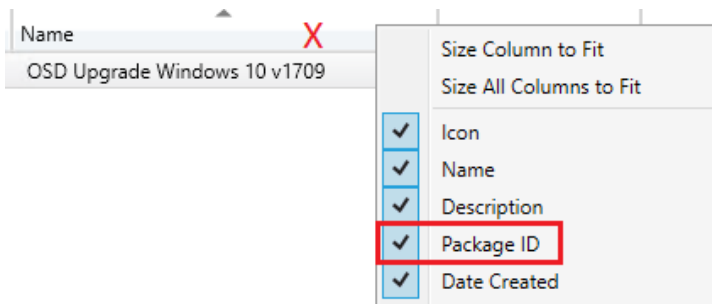 Name
X
OSD Upgrade Windows 10 v1709
Size Column to Fit
Size All Columns to Fit
Icon
Name
Description
Package ID
Date Created